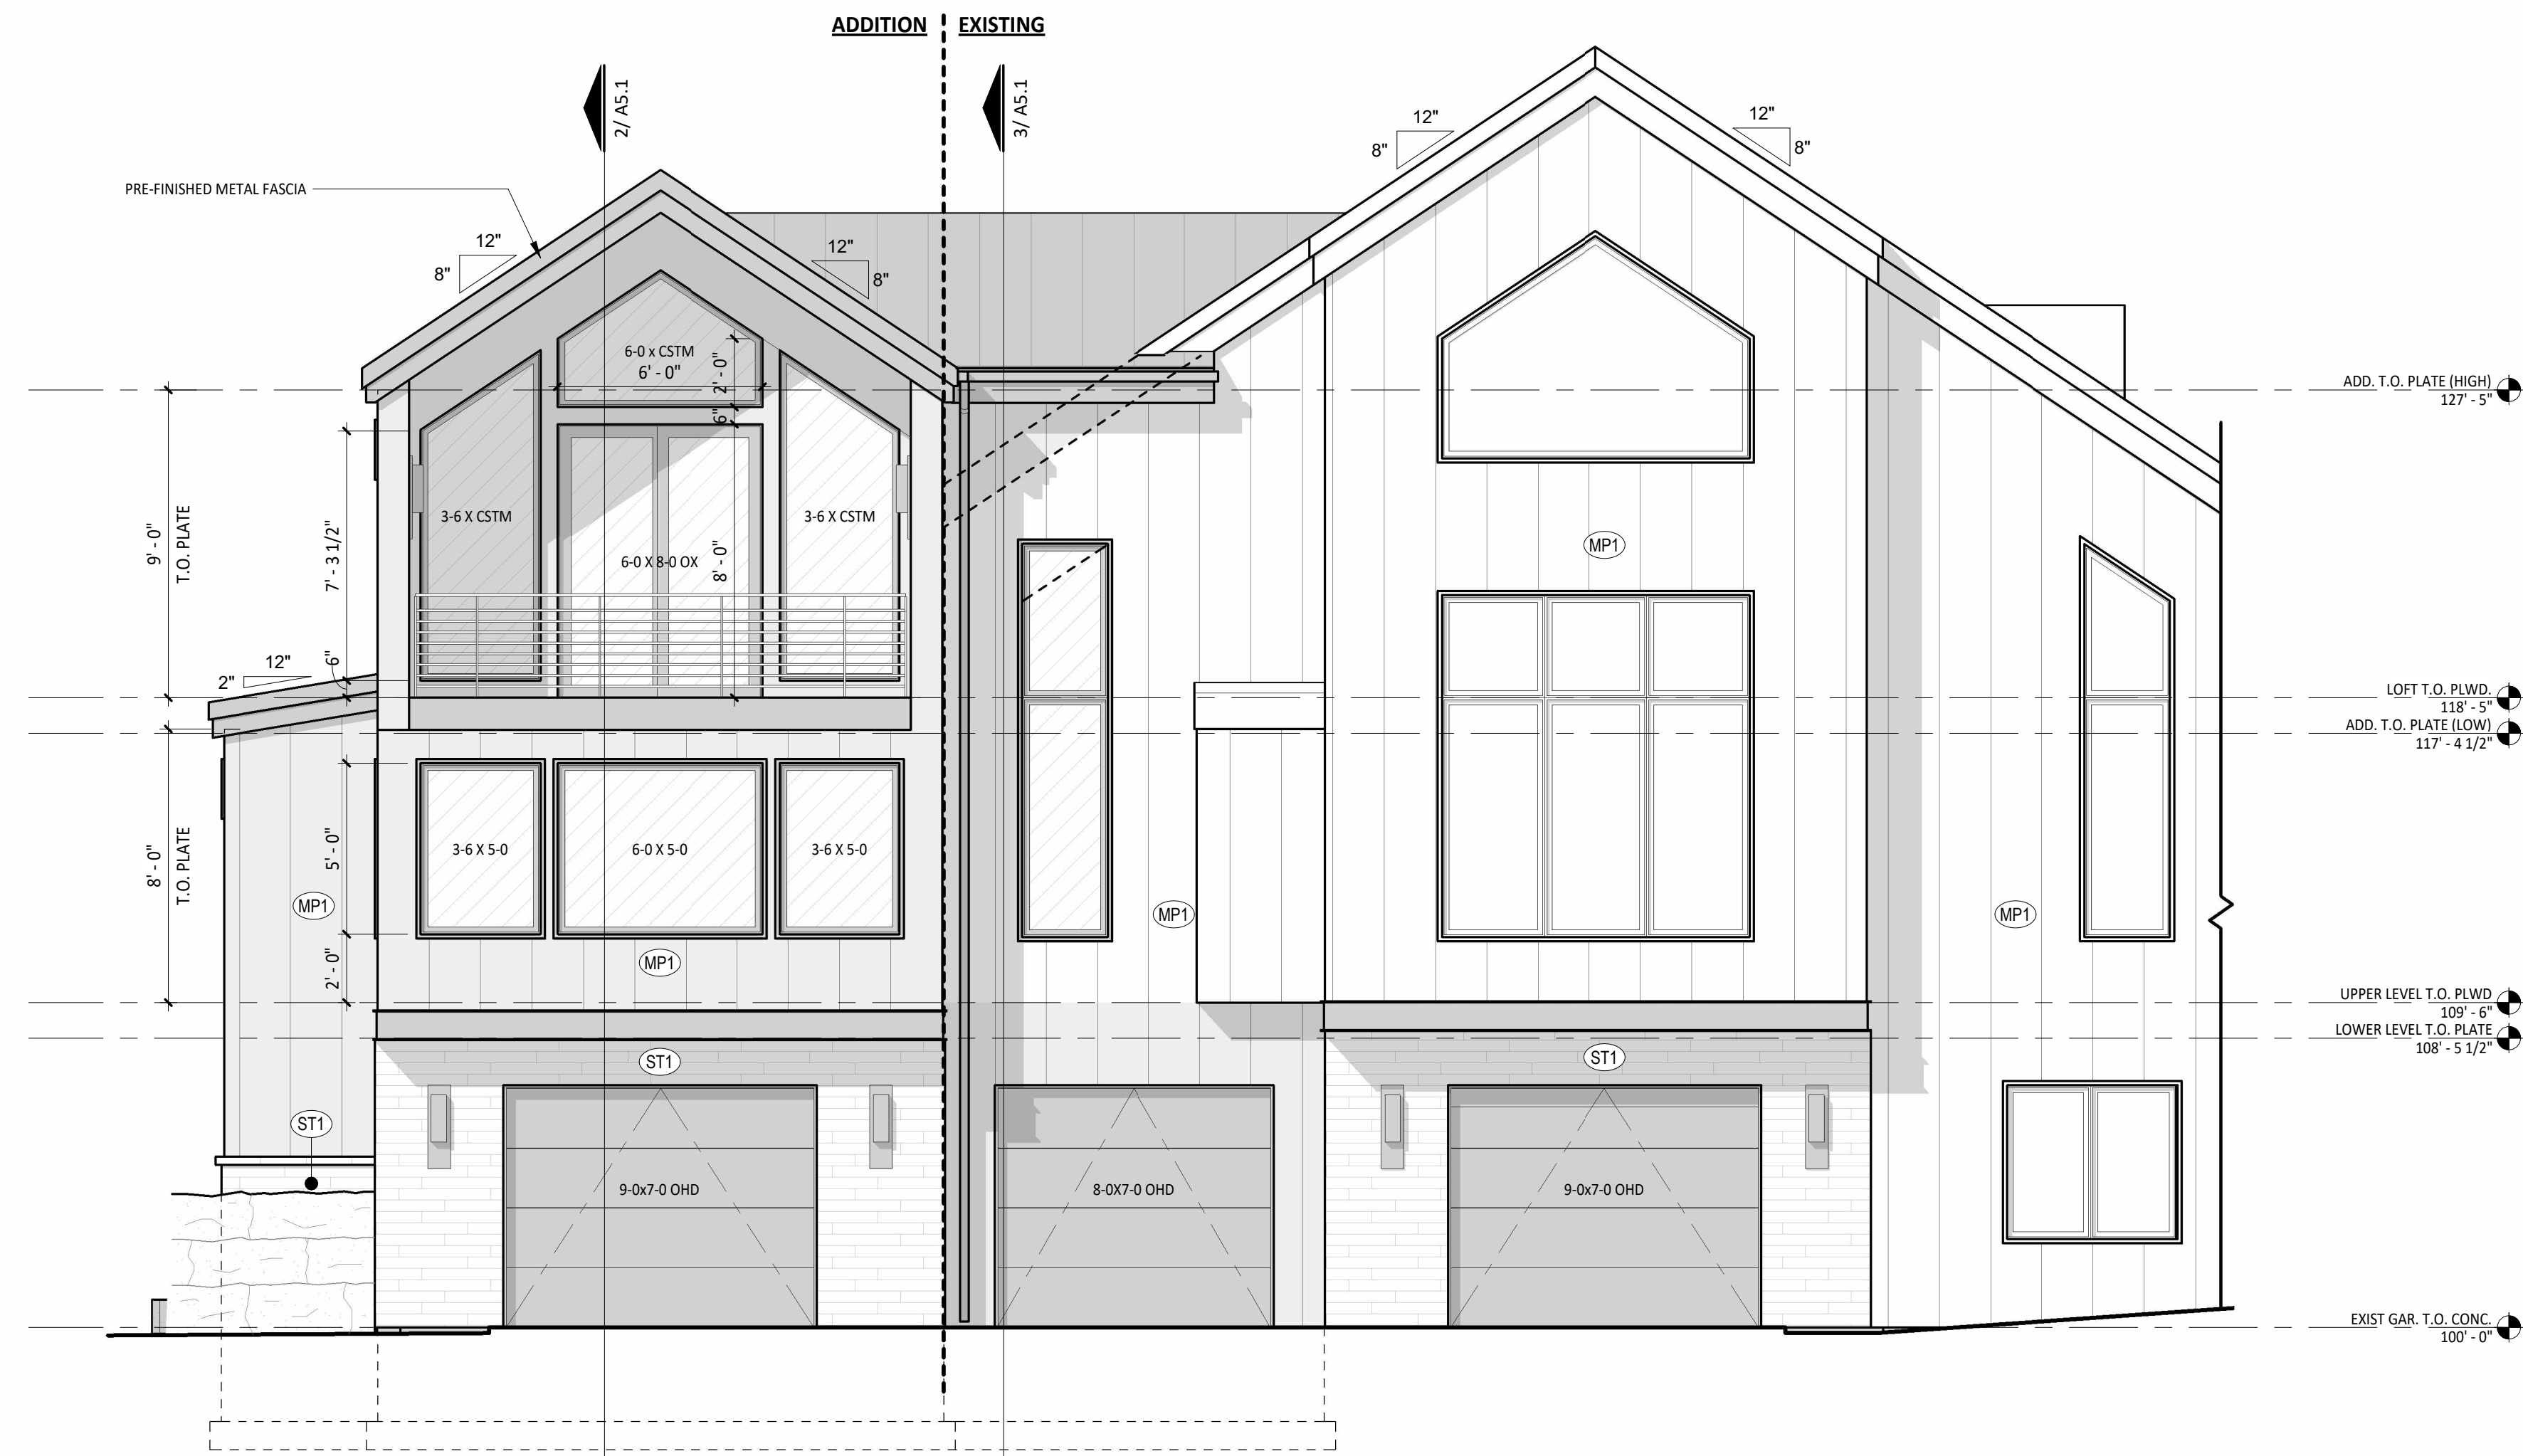 ADDITION
EXISTING
2/ A5.1
3/ A5.1
12"
8"
12"
8"
PRE-FINISHED METAL FASCIA
12"
8"
12"
8"
6-0 x CSTM
6' - 0"
2' - 0"
6"
ADD. T.O. PLATE (HIGH)
127' - 5"
9' - 0"
T.O. PLATE
7' - 3 1/2"
6"
3-6 X CSTM
3-6 X CSTM
6-0 X 8-0 OX
8' - 0"
MP1
12"
2"
LOFT T.O. PLWD.
118' - 5"
ADD. T.O. PLATE (LOW)
117' - 4 1/2"
8' - 0"
T.O. PLATE
5' - 0"
2' - 0"
3-6 X 5-0
6-0 X 5-0
3-6 X 5-0
MP1
MP1
MP1
MP1
UPPER LEVEL T.O. PLWD
109' - 6"
LOWER LEVEL T.O. PLATE
108' - 5 1/2"
ST1
ST1
ST1
9-0x7-0 OHD
8-0X7-0 OHD
9-0x7-0 OHD
EXIST GAR. T.O. CONC.
100' - 0"